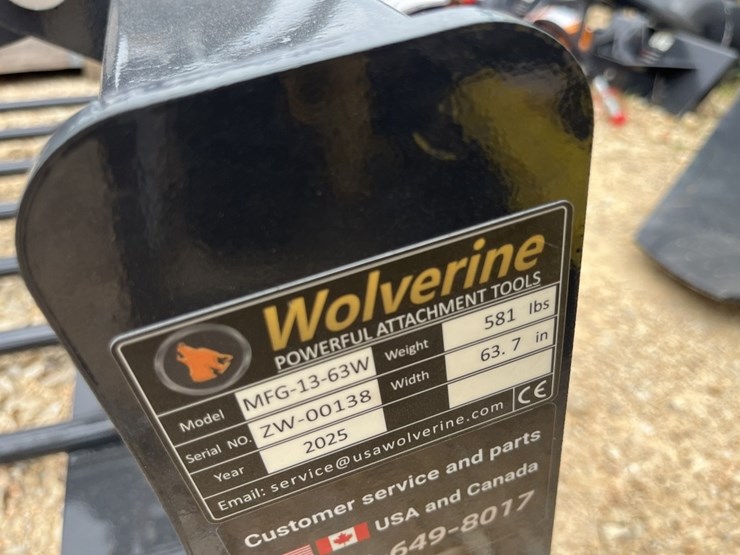 Wolverine
POWERFUL ATTACHMENT TOOLS
Model MFG-13-63W Weight 581 lbs
Serial NO. ZW-00138 Width 63.7 in
Year 2025
Email: service@usawolverine.com CE
Customer service and parts
USA and Canada
649-8017